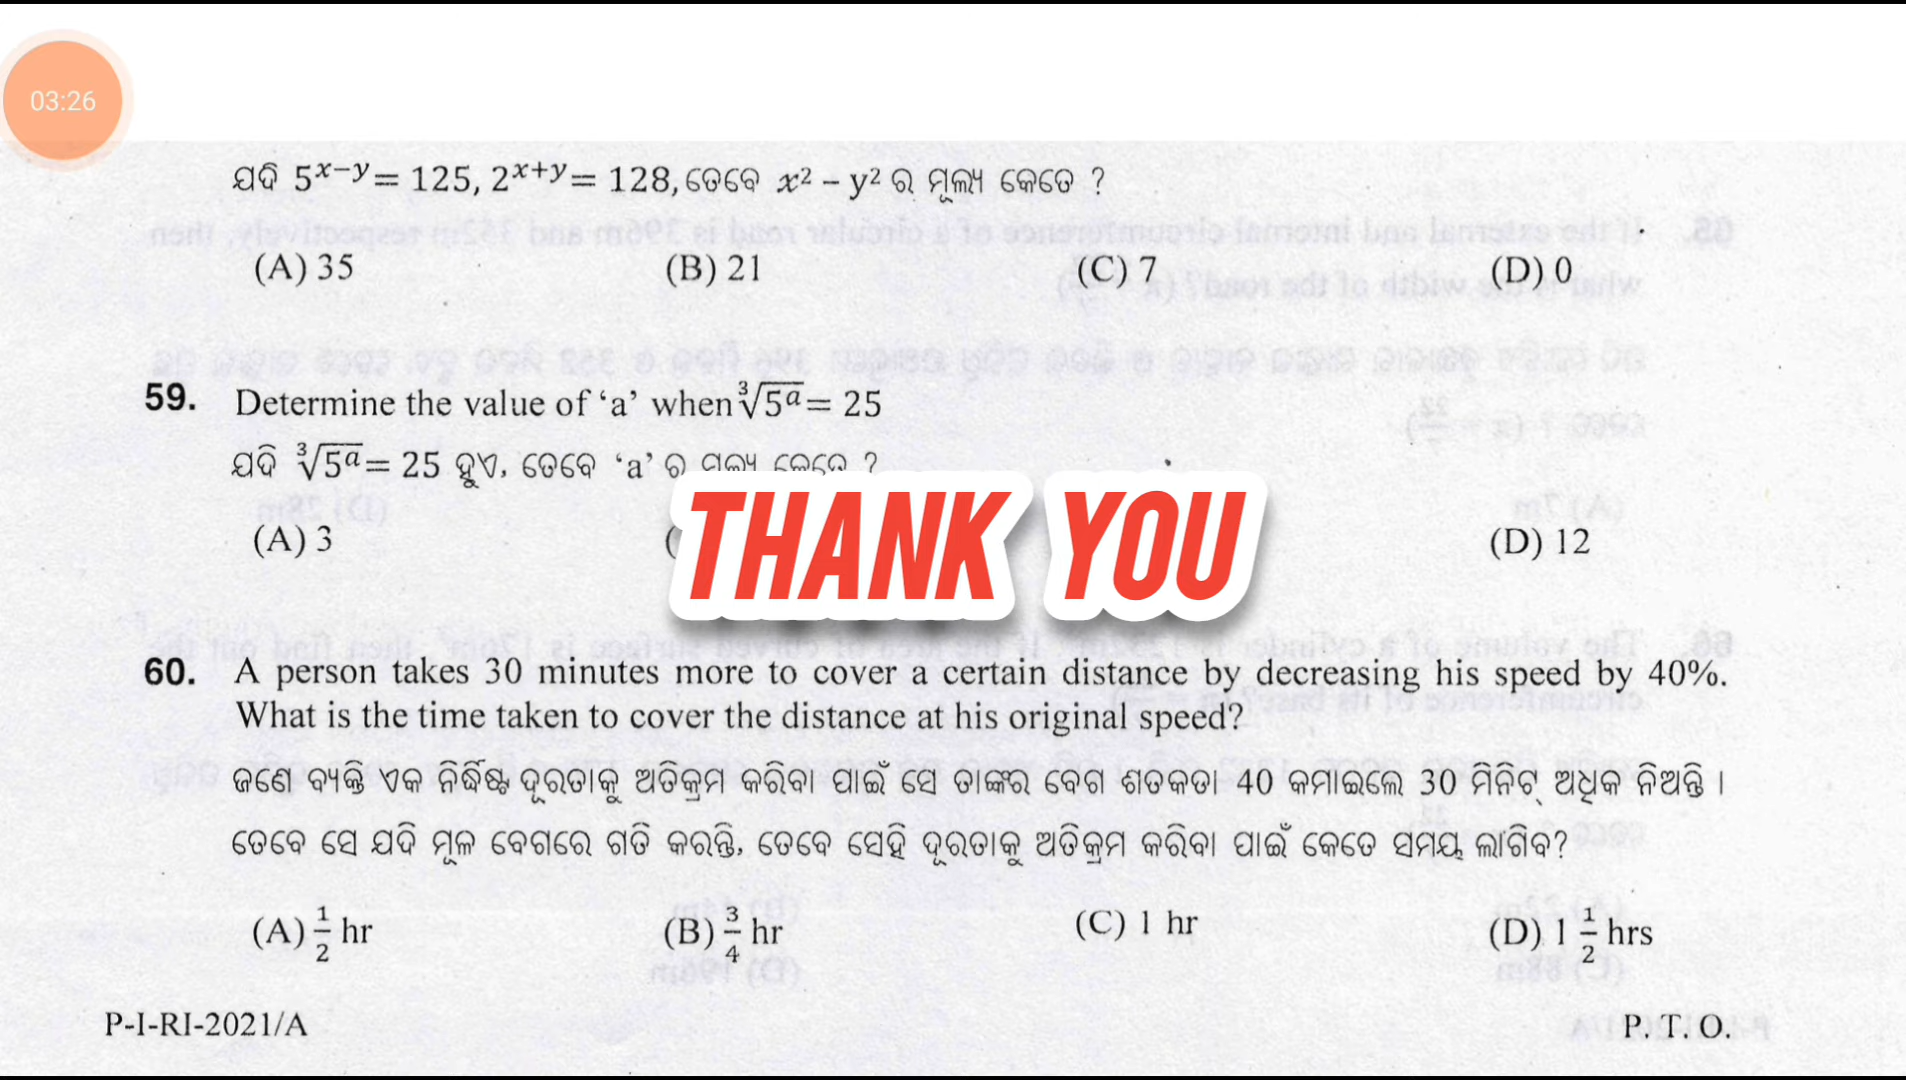 03:26
ଯଦି 5^{x−y} = 125, 2^{x+y} = 128, ତେବେ x² – y² ର ମୂଲ୍ୟ କେତେ ?
(A) 35 (B) 21 (C) 7 (D) 0
59. Determine the value of ‘a’ when ∛5^a = 25
ଯଦି ∛5^a = 25 ହୁଏ, ତେବେ ‘a’ ର ମୂଲ୍ୟ କେତେ ?
THANK YOU
(A) 3 (D) 12
60. A person takes 30 minutes more to cover a certain distance by decreasing his speed by 40%.
What is the time taken to cover the distance at his original speed?
ଜଣେ ବ୍ୟକ୍ତି ଏକ ନିର୍ଦ୍ଧିଷ୍ଟ ଦୂରତାକୁ ଅତିକ୍ରମ କରିବା ପାଇଁ ସେ ତାଙ୍କର ବେଗ ଶତକଡା 40 କମାଇଲେ 30 ମିନିଟ୍ ଅଧିକ ନିଅନ୍ତି ।
ତେବେ ସେ ଯଦି ମୂଳ ବେଗରେ ଗତି କରନ୍ତି, ତେବେ ସେହି ଦୂରତାକୁ ଅତିକ୍ରମ କରିବା ପାଇଁ କେତେ ସମୟ ଲାଗିବ?
(A) 1/2 hr (B) 3/4 hr (C) 1 hr (D) 1 1/2 hrs
P-I-RI-2021/A P. T. O.